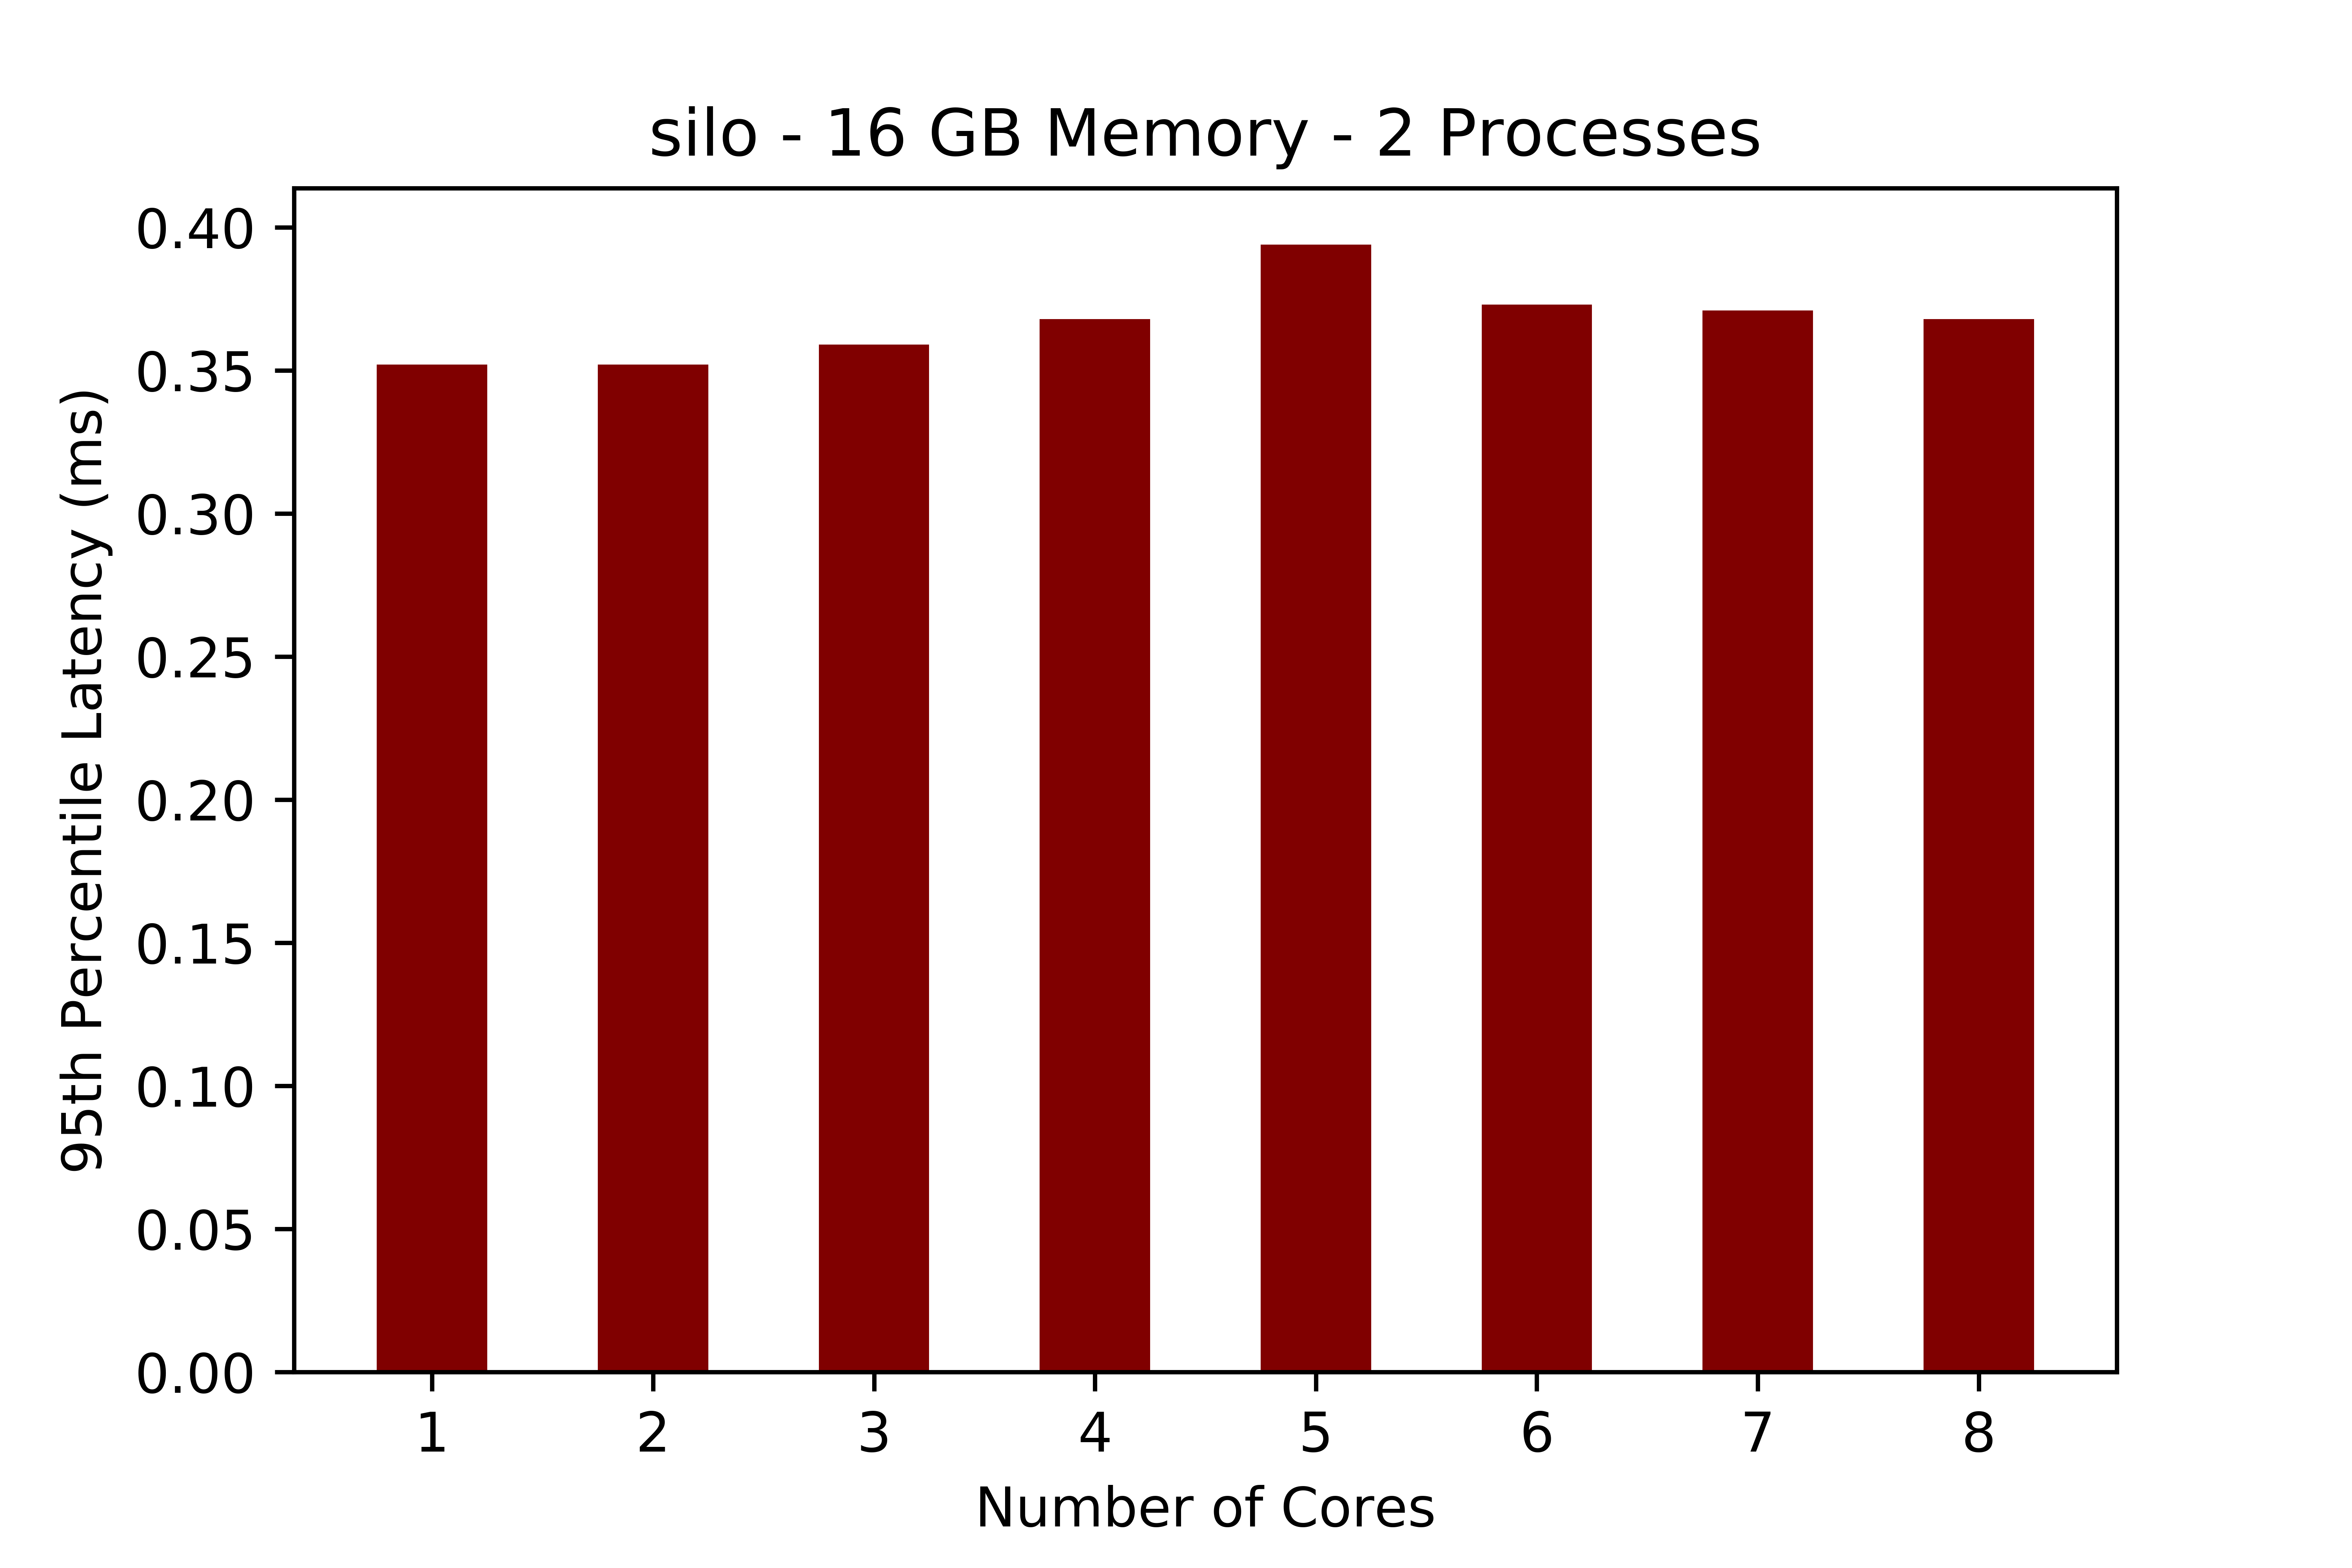 silo - 16 GB Memory - 2 Processes
95th Percentile Latency (ms)
0.40
0.35
0.30
0.25
0.20
0.15
0.10
0.05
0.00
1 2 3 4 5 6 7 8
Number of Cores